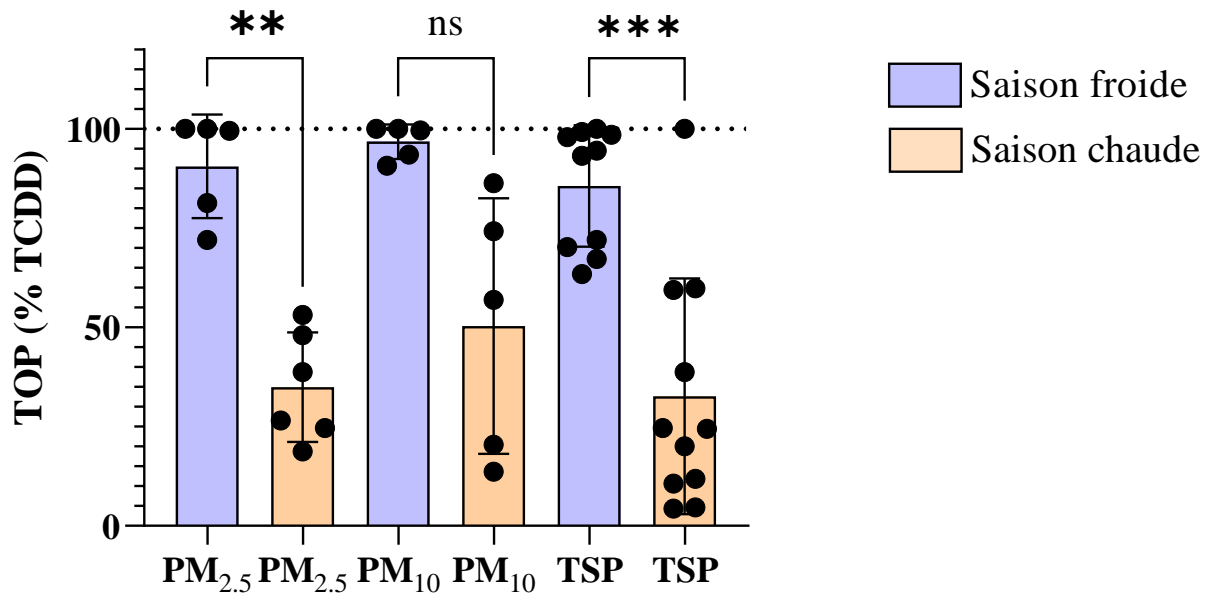 ** ns ***
Saison froide
Saison chaude
TOP (% TCDD)
100
50
0
PM2.5 PM2.5 PM10 PM10 TSP TSP